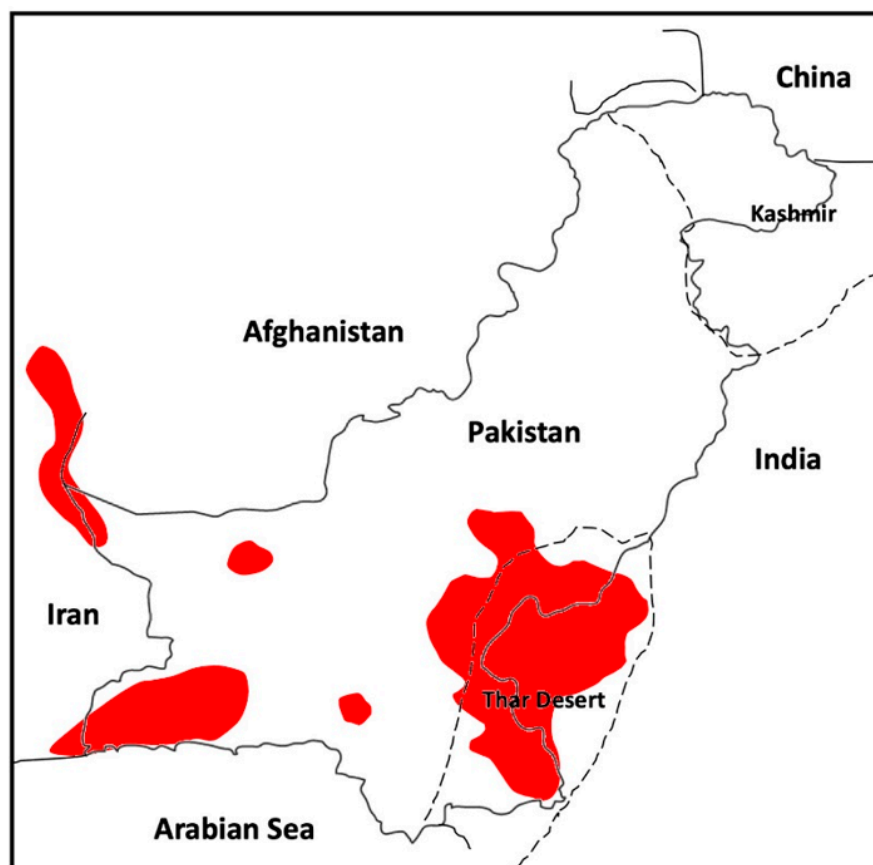 China
Kashmir
Afghanistan
Pakistan
India
Iran
Thar Desert
Arabian Sea